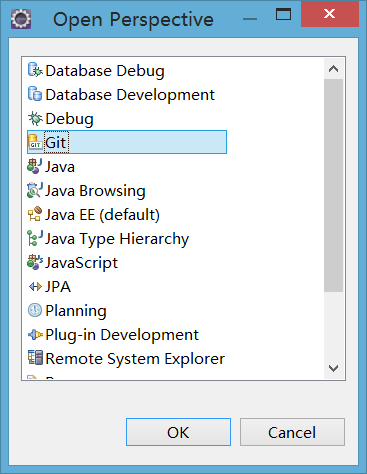 Open Perspective
Database Debug
Database Development
Debug
Git
Java
Java Browsing
Java EE (default)
Java Type Hierarchy
JavaScript
JPA
Planning
Plug-in Development
Remote System Explorer
OK
Cancel